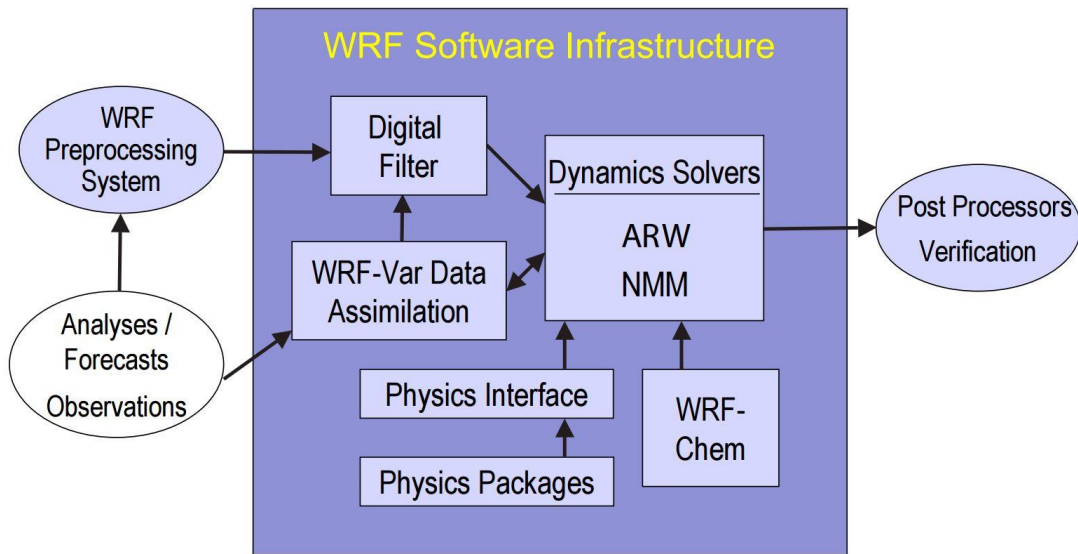 WRF Software Infrastructure
WRF
Preprocessing
System
Digital
Filter
Dynamics Solvers
ARW
NMM
Post Processors
Verification
WRF-Var Data
Assimilation
Analyses /
Forecasts
Observations
Physics Interface
WRF-
Chem
Physics Packages